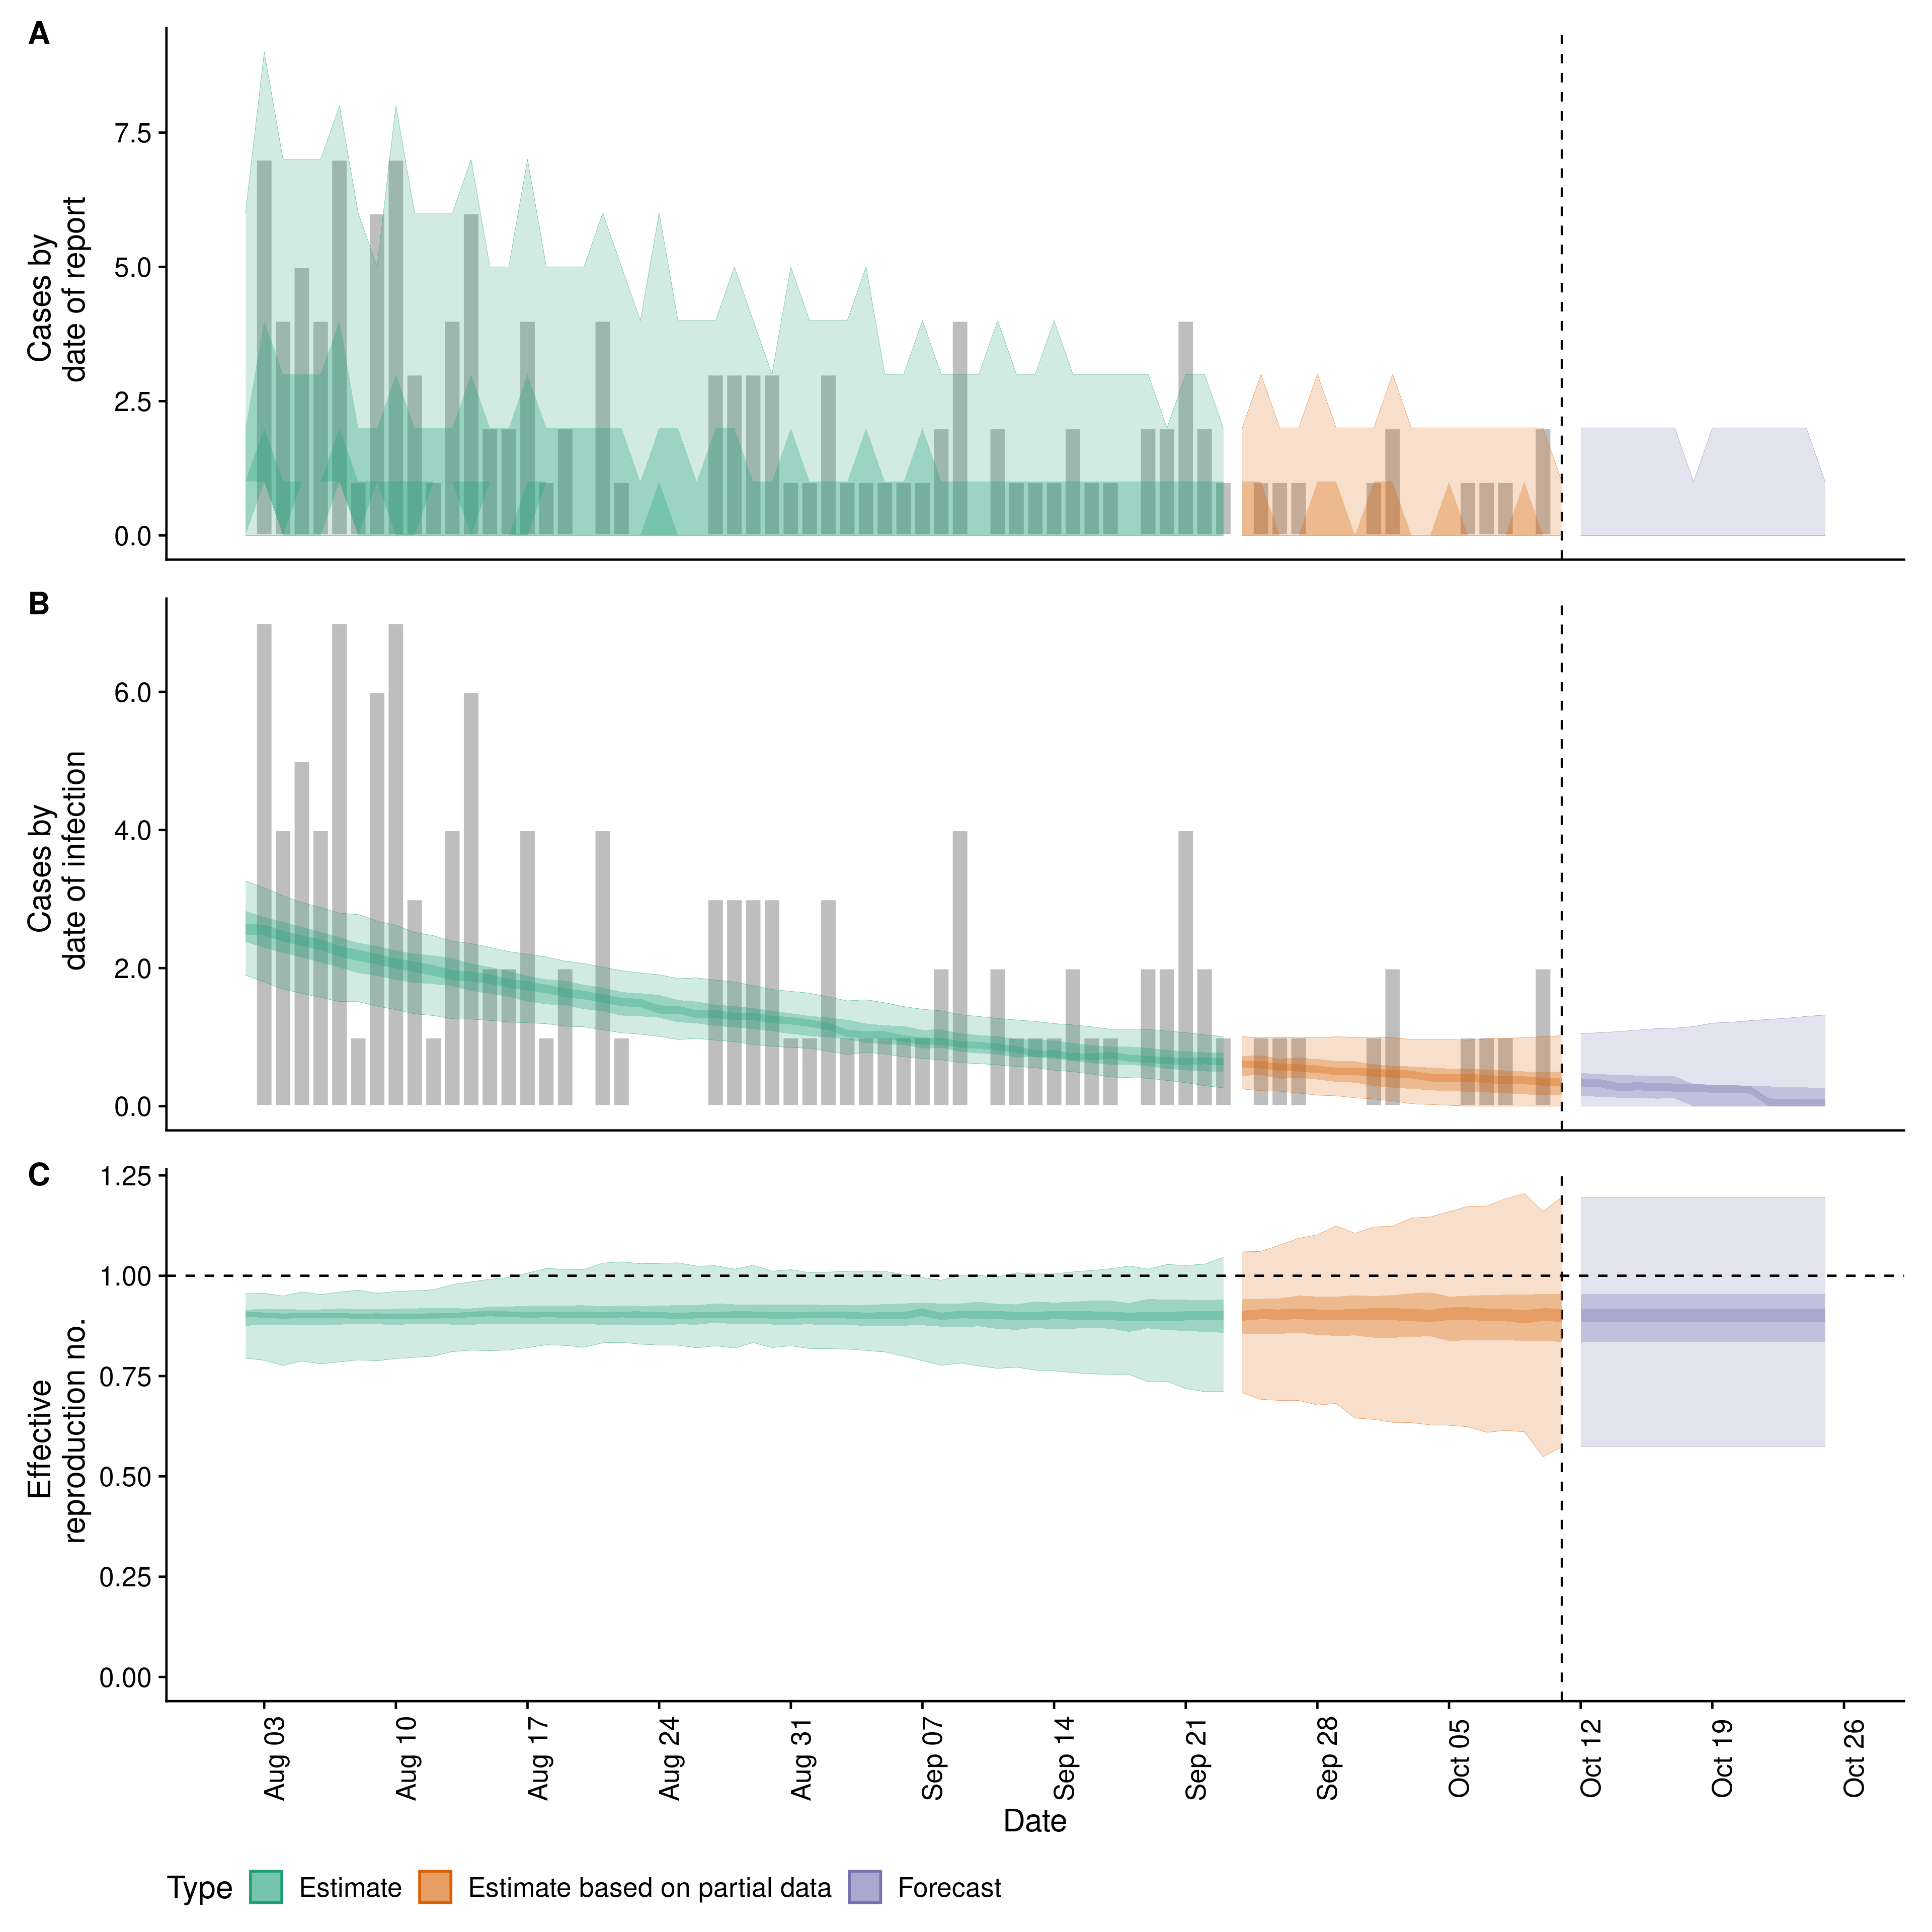 A
7.5
5.0
2.5
0.0
Cases by
date of report
B
6.0
4.0
2.0
0.0
Cases by
date of infection
C
1.25
1.00
0.75
0.50
0.25
0.00
Effective
reproduction no.
Aug 03
Aug 10
Aug 17
Aug 24
Aug 31
Sep 07
Sep 14
Sep 21
Sep 28
Oct 05
Oct 12
Oct 19
Oct 26
Date
Type Estimate Estimate based on partial data Forecast